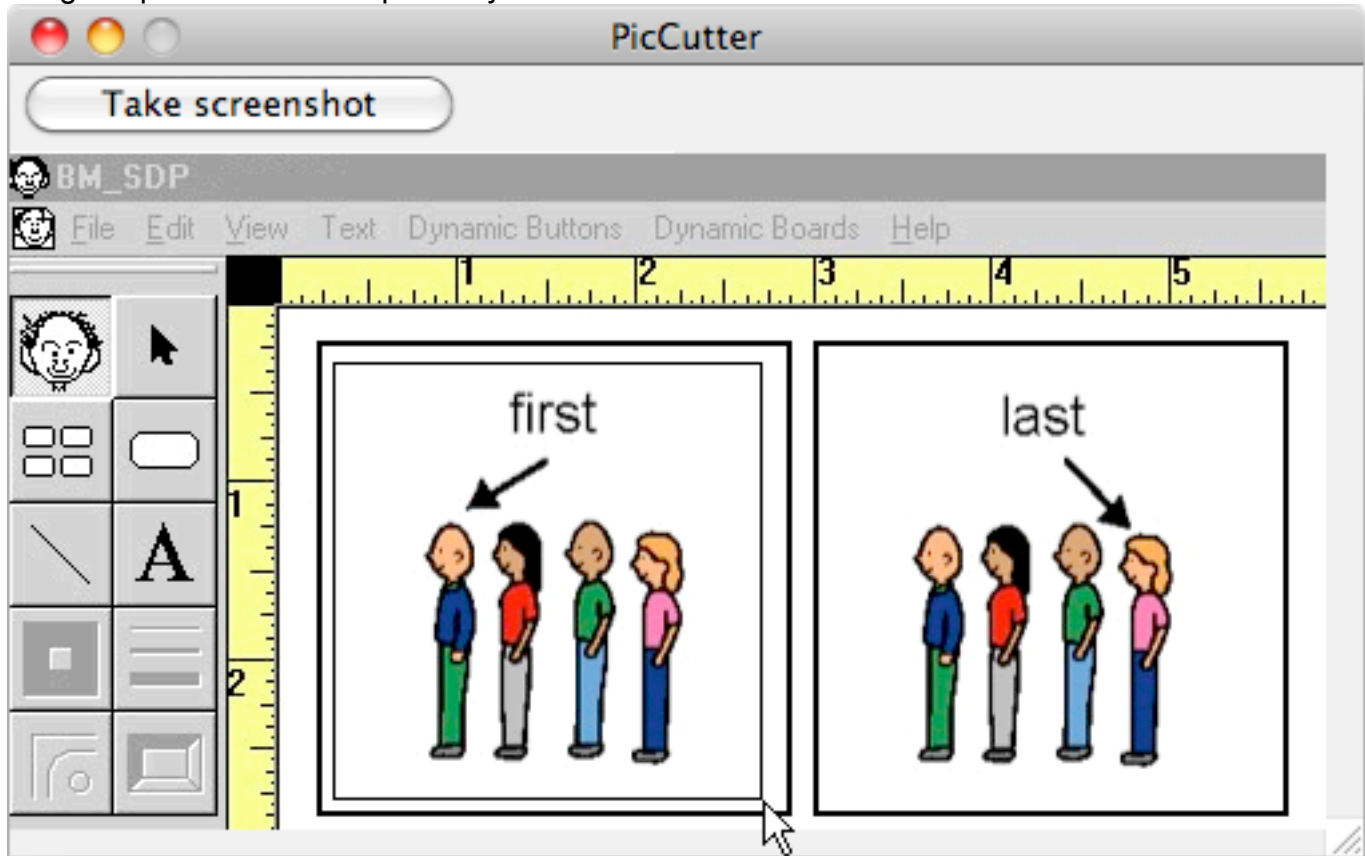 PicCutter
Take screenshot
BM_SDP
File Edit View Text Dynamic Buttons Dynamic Boards Help
1 2 3 4 5
first last
1
A
2